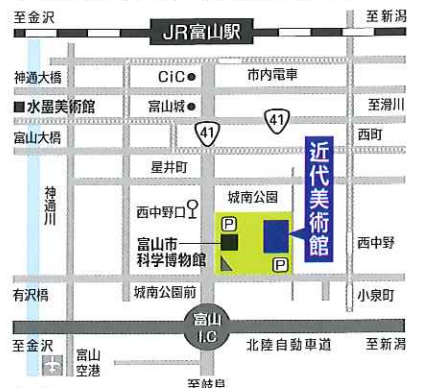 至金沢
至新潟
JR富山駅
神通大橋
CiC
市内電車
水墨美術館
富山城
至滑川
41
41
富山大橋
西町
星井町
近代美術館
神通川
城南公園
西中野口
P
富山市
科学博物館
西中野
P
有沢橋
城南公園前
小泉町
富山
I.C
至金沢
北陸自動車道
至新潟
富山
空港
至岐阜